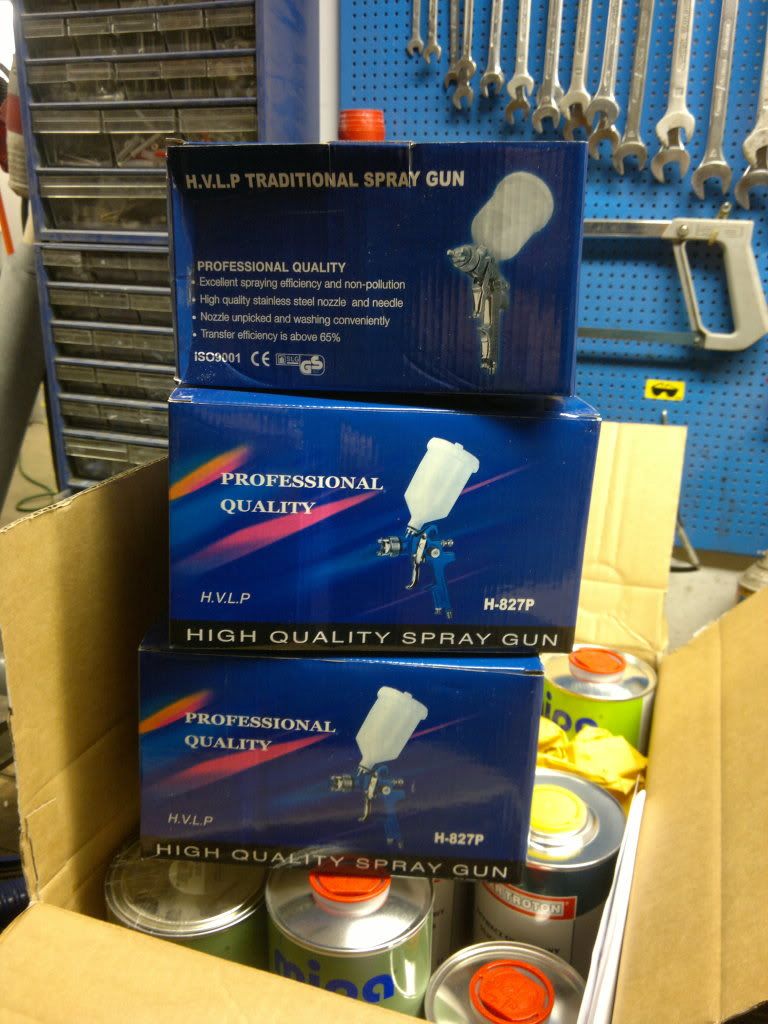 H.V.L.P TRADITIONAL SPRAY GUN
PROFESSIONAL QUALITY
• Excellent spraying efficiency and non-pollution
• High quality stainless steel nozzle and needle
• Nozzle unpicked and washing conveniently
• Transfer efficiency is above 65%
ISO9001 CE GS
PROFESSIONAL
QUALITY
H.V.L.P
H-827P
HIGH QUALITY SPRAY GUN
PROFESSIONAL
QUALITY
H.V.L.P
H-827P
HIGH QUALITY SPRAY GUN
TROTON